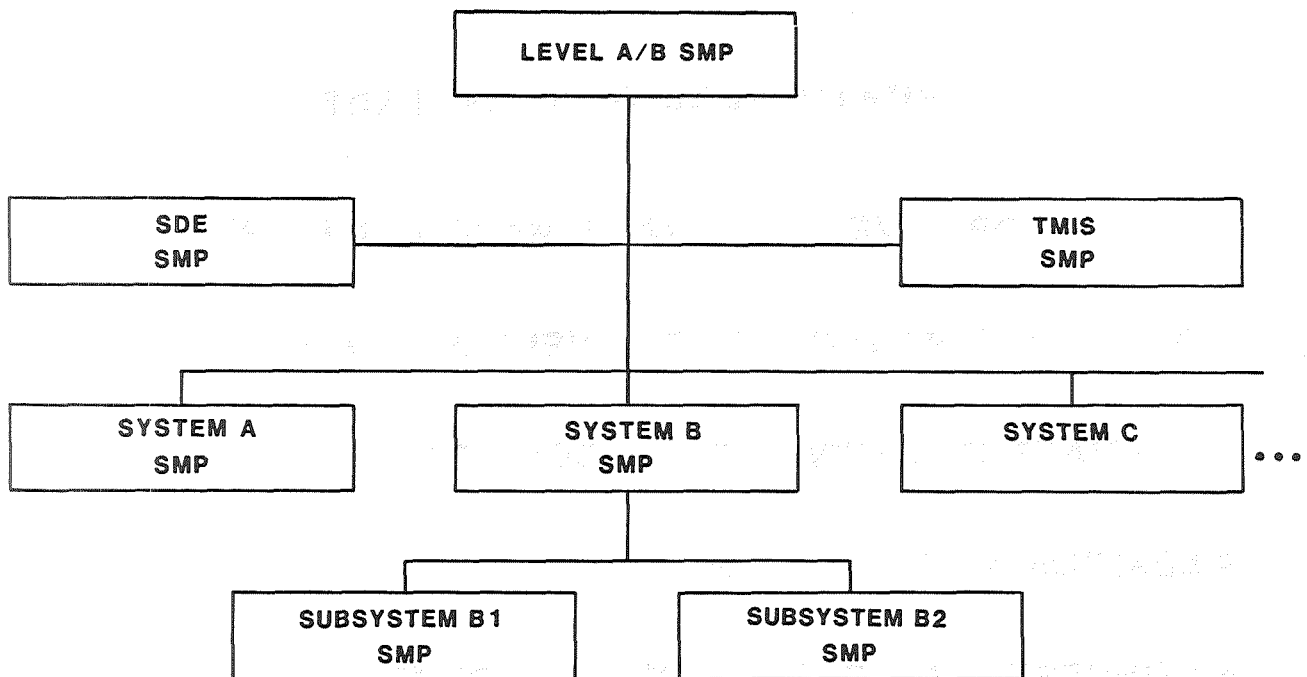 LEVEL A/B SMP
SDE
SMP
TMIS
SMP
SYSTEM A
SMP
SYSTEM B
SMP
SYSTEM C
...
SUBSYSTEM B1
SMP
SUBSYSTEM B2
SMP